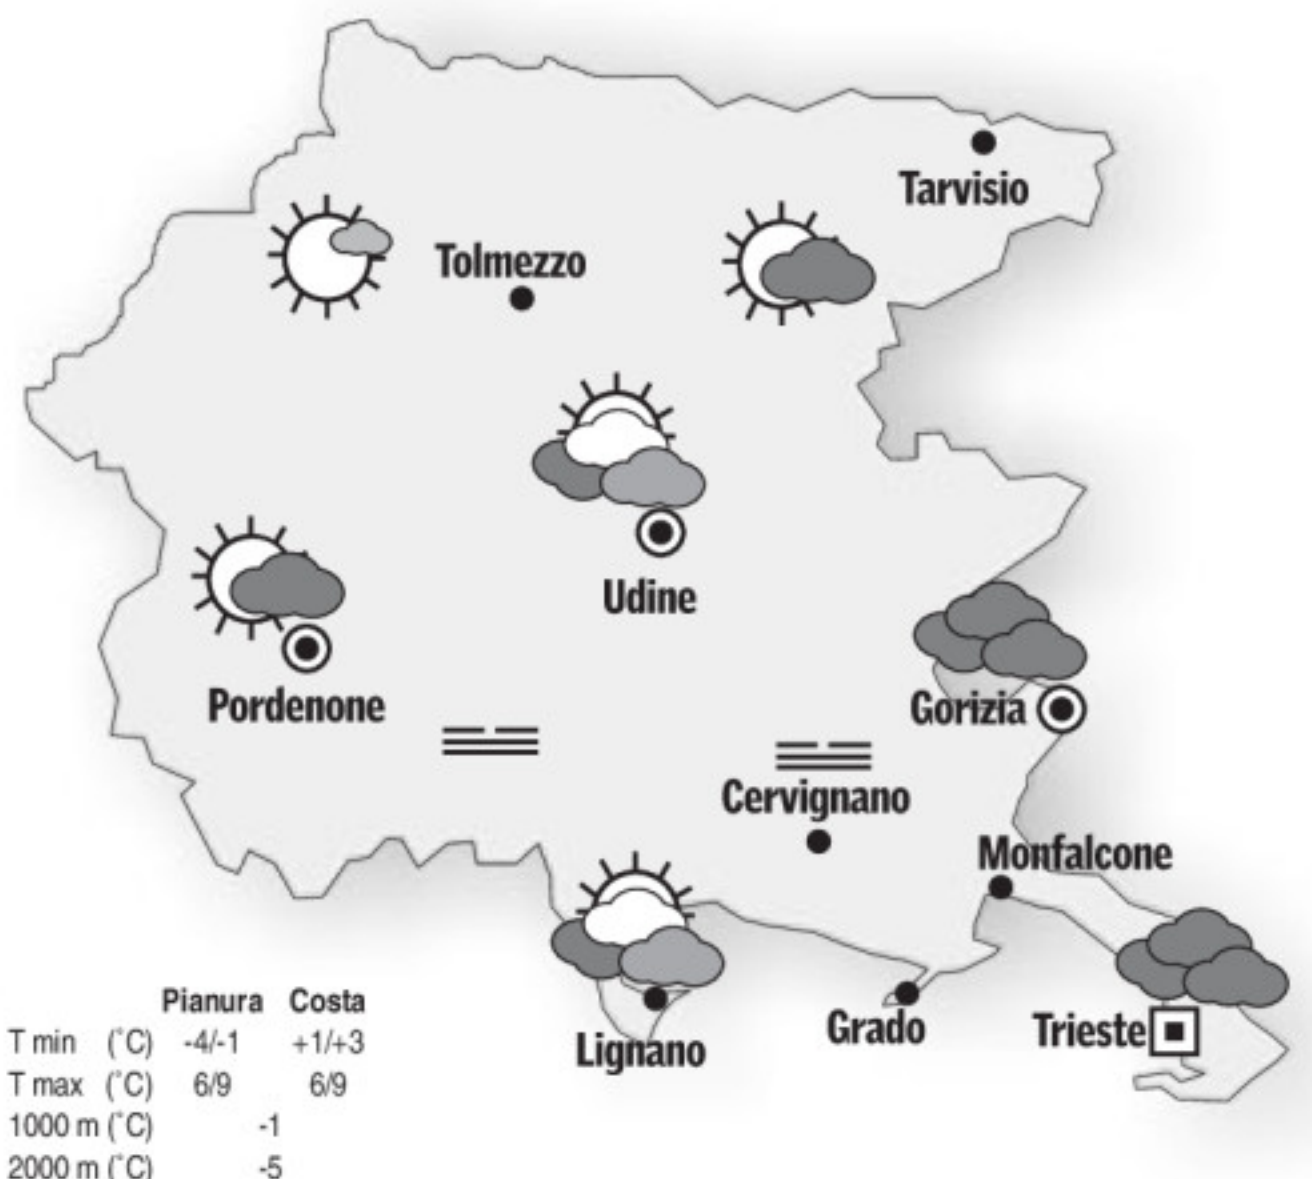 Tarvisio
Tolmezzo
Udine
Pordenone
Gorizia
Cervignano
Monfalcone
Lignano
Grado
Trieste
Pianura Costa
T min (°C) -4/-1 +1/+3
T max (°C) 6/9 6/9
1000 m (°C) -1
2000 m (°C) -5